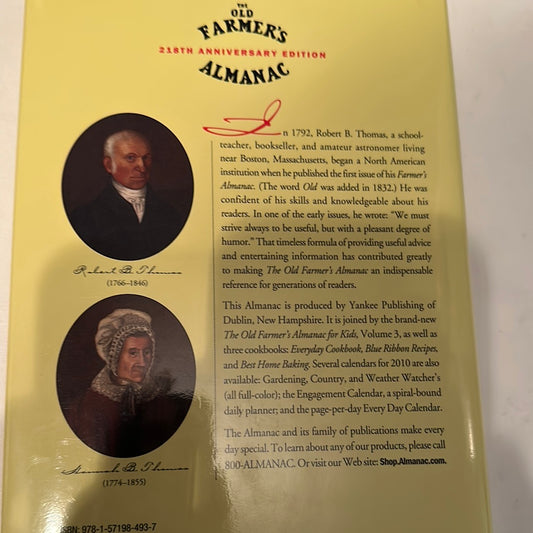 THE
OLD
FARMER'S
218TH ANNIVERSARY EDITION
ALMANAC
In 1792, Robert B. Thomas, a school-
teacher, bookseller, and amateur astronomer living
near Boston, Massachusetts, began a North American
institution when he published the first issue of his Farmer's
Almanac. (The word Old was added in 1832.) He was
confident of his skills and knowledgeable about his
readers. In one of the early issues, he wrote: "We must
strive always to be useful, but with a pleasant degree of
humor." That timeless formula of providing useful advice
and entertaining information has contributed greatly
to making The Old Farmer's Almanac an indispensable
reference for generations of readers.
This Almanac is produced by Yankee Publishing of
Dublin, New Hampshire. It is joined by the brand-new
The Old Farmer's Almanac for Kids, Volume 3, as well as
three cookbooks: Everyday Cookbook, Blue Ribbon Recipes,
and Best Home Baking. Several calendars for 2010 are also
available: Gardening, Country, and Weather Watcher's
(all full-color); the Engagement Calendar, a spiral-bound
daily planner; and the page-per-day Every Day Calendar.
The Almanac and its family of publications make every
day special. To learn about any of our products, please call
800-ALMANAC. Or visit our Web site: Shop.Almanac.com.
Robert B. Thomas
(1766–1846)
Hannah B. Thomas
(1774–1855)
ISBN: 978-1-57198-493-7